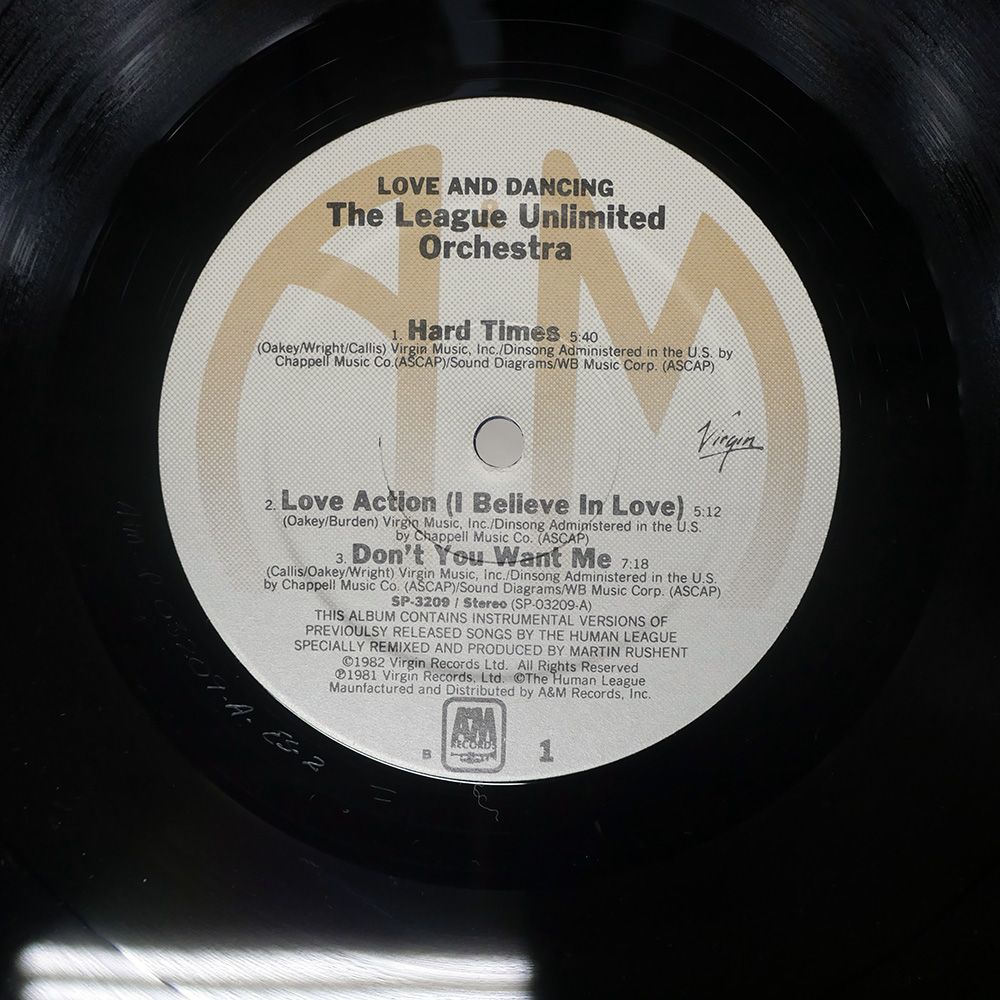 LOVE AND DANCING
The League Unlimited
Orchestra
1. Hard Times 5:40
(Oakey/Wright/Callis) Virgin Music, Inc./Dinsong Administered in the U.S. by
Chappell Music Co.(ASCAP)/Sound Diagrams/WB Music Corp. (ASCAP)
Virgin
2. Love Action (I Believe In Love) 5:12
(Oakey/Burden) Virgin Music, Inc./Dinsong Administered in the U.S.
by Chappell Music Co. (ASCAP)
3. Don't You Want Me 7:18
(Callis/Oakey/Wright) Virgin Music, Inc./Dinsong Administered in the U.S.
by Chappell Music Co. (ASCAP)/Sound Diagrams/WB Music Corp. (ASCAP)
SP-3209 / Stereo (SP-03209-A)
THIS ALBUM CONTAINS INSTRUMENTAL VERSIONS OF
PREVIOULSY RELEASED SONGS BY THE HUMAN LEAGUE
SPECIALLY REMIXED AND PRODUCED BY MARTIN RUSHENT
©1982 Virgin Records Ltd. All Rights Reserved
℗1981 Virgin Records, Ltd. ©The Human League
Maunfactured and Distributed by A&M Records, Inc.
A&M
RECORDS
B 1